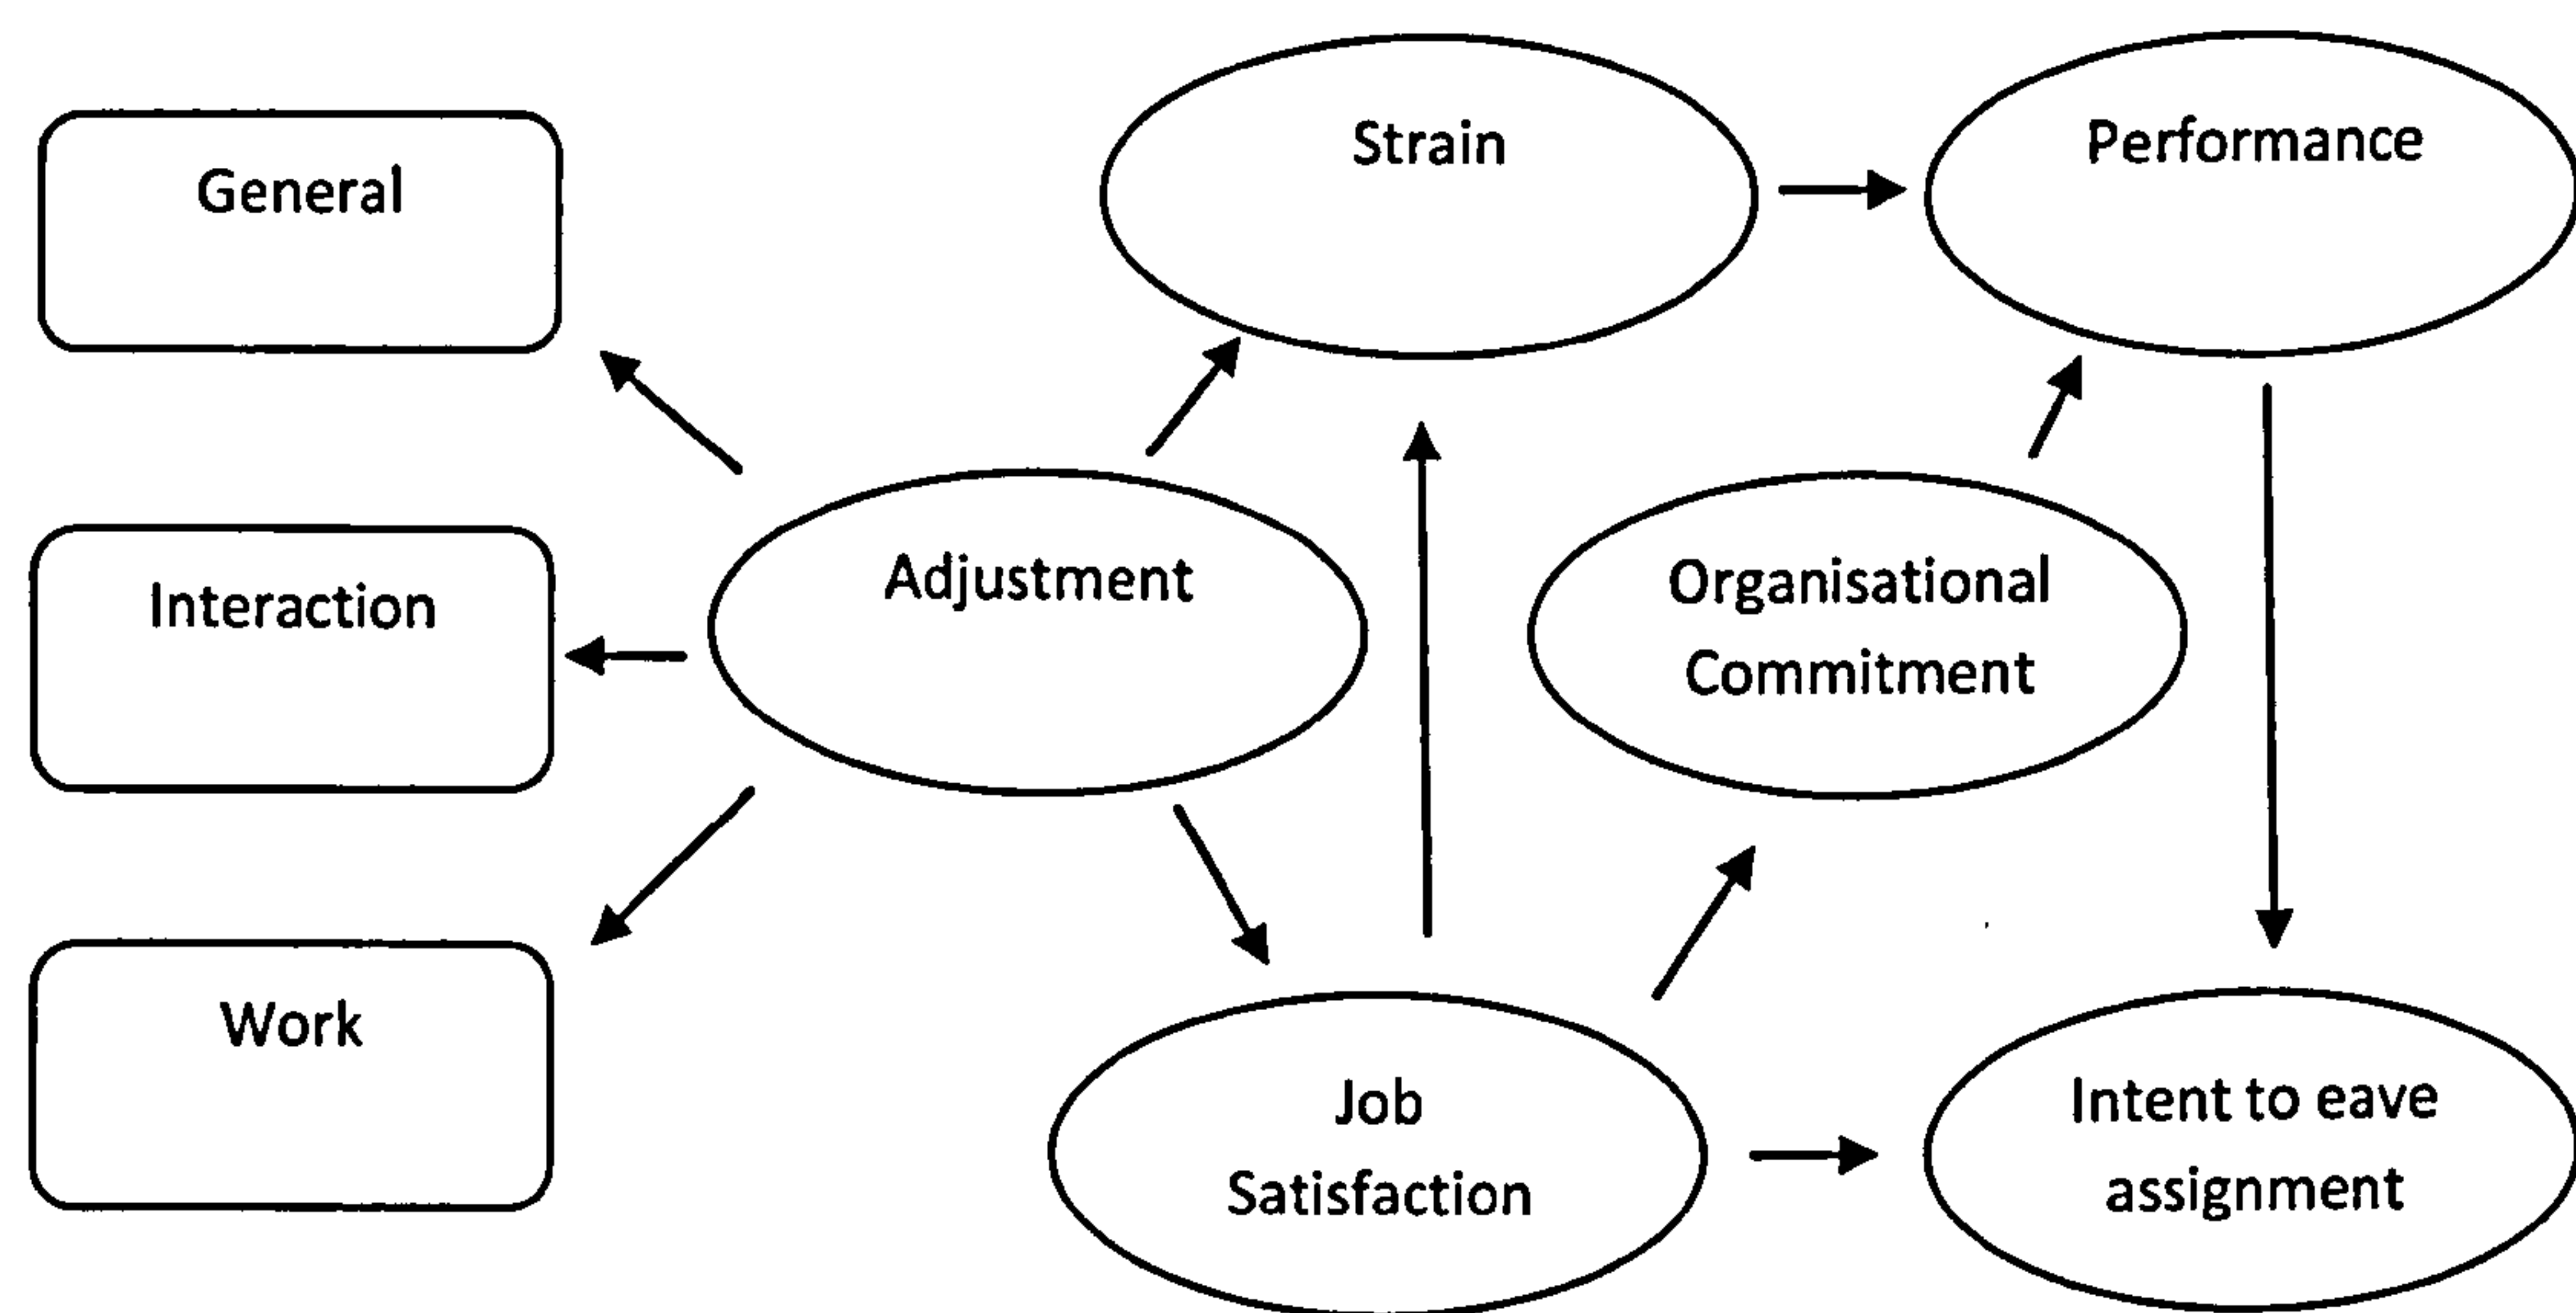 General
Interaction
Work
Adjustment
Strain
Performance
Organisational
Commitment
Job
Satisfaction
Intent to eave
assignment